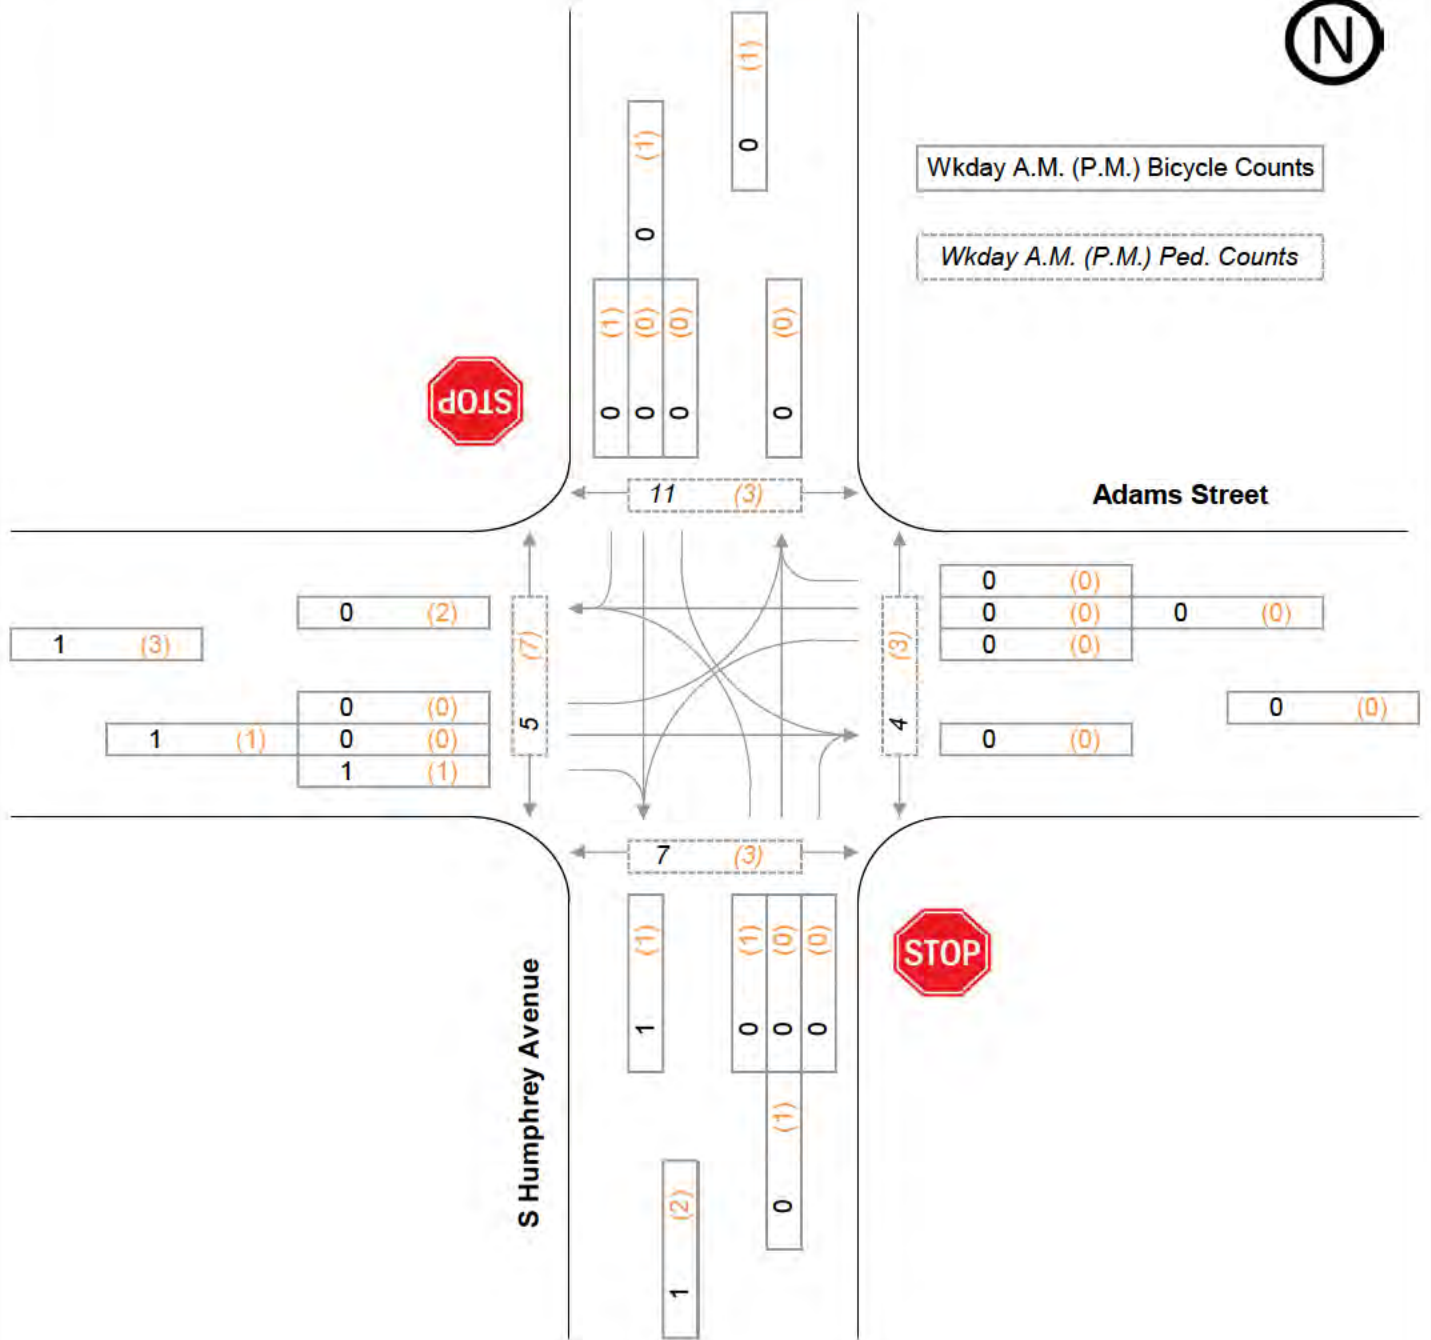 N
(1)
0
(1)
0
Wkday A.M. (P.M.) Bicycle Counts
Wkday A.M. (P.M.) Ped. Counts
(1) (0) (0) (0)
0 0 0 0
STOP
11 (3)
Adams Street
0 (0)
0 (2)
0 (0) 0 (0)
1 (3)
0 (0)
(7)
5
(3)
4
0 (0)
0 (0)
1 (1) 0 (0)
0 (0)
1 (1)
7 (3)
(1) (1) (0) (0)
1 0 0 0
STOP
S Humphrey Avenue
(1)
0
(2)
1